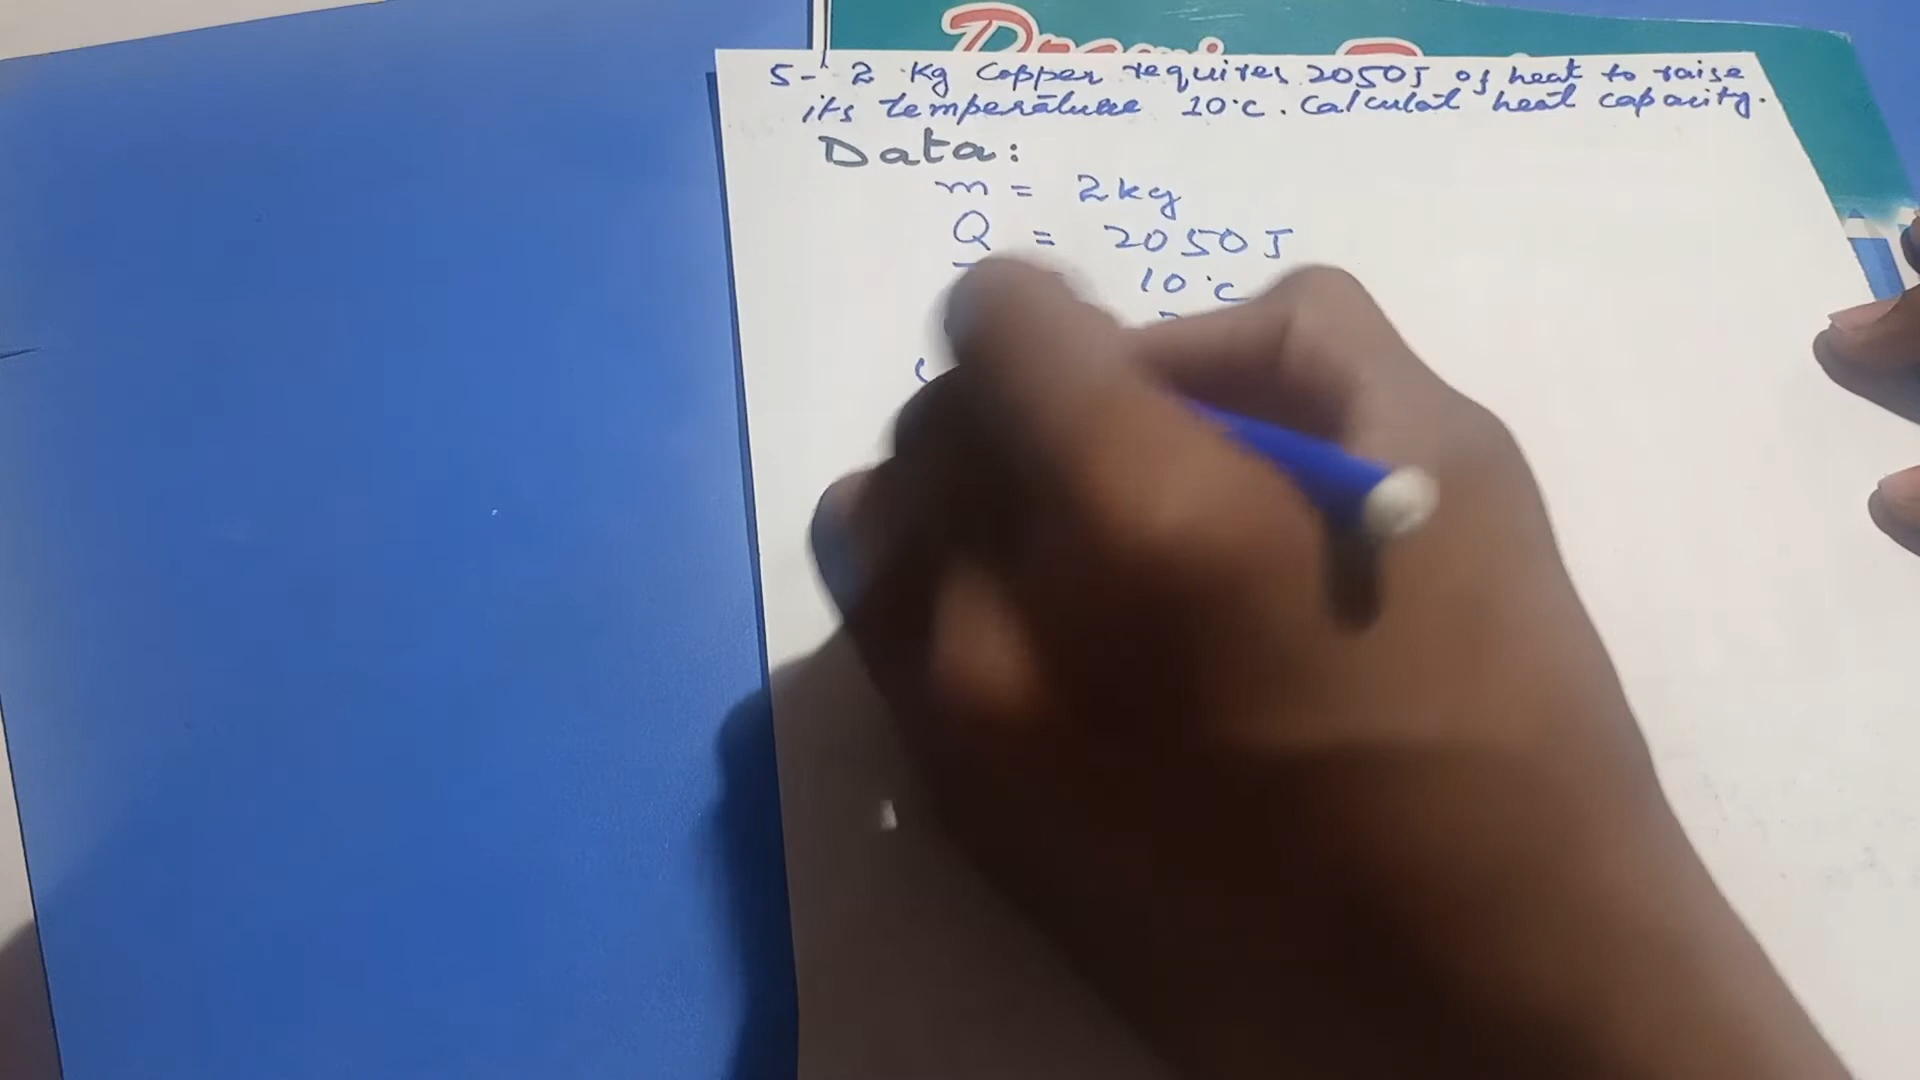 5- 2 Kg Copper requires 2050J of heat to raise
its temperature 10°C. Calculat heat capacity.
Data:
m = 2kg
Q = 2050J
10°C